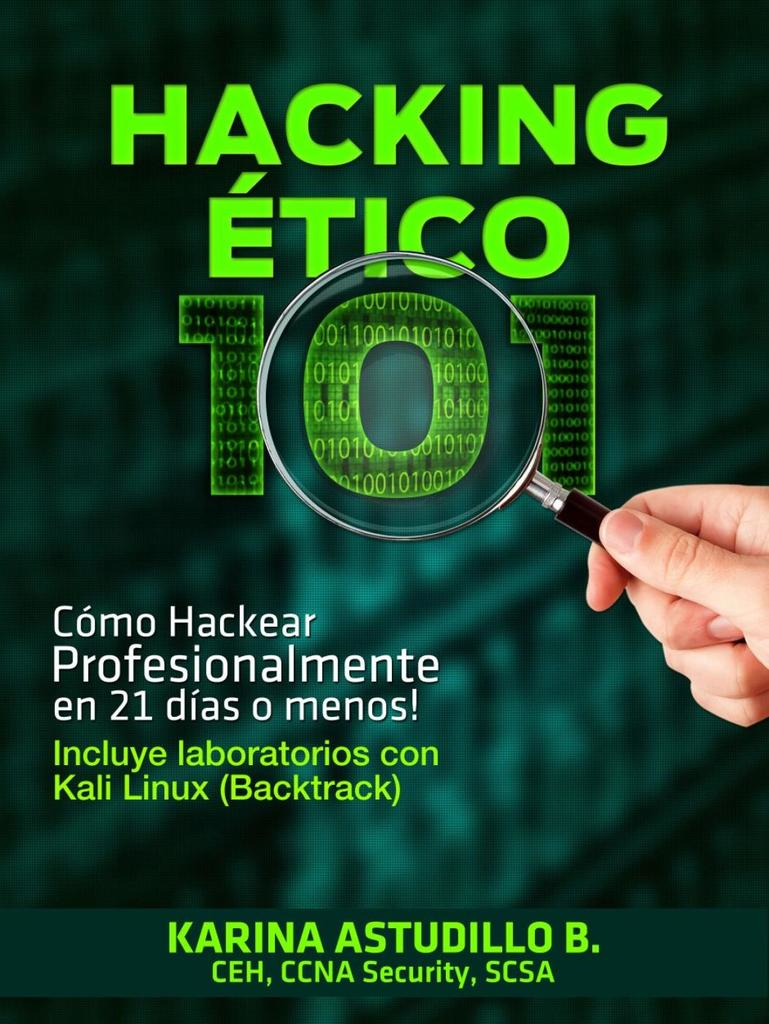 HACKING
ÉTICO
101
Cómo Hackear
Profesionalmente
en 21 días o menos!
Incluye laboratorios con
Kali Linux (Backtrack)
KARINA ASTUDILLO B.
CEH, CCNA Security, SCSA